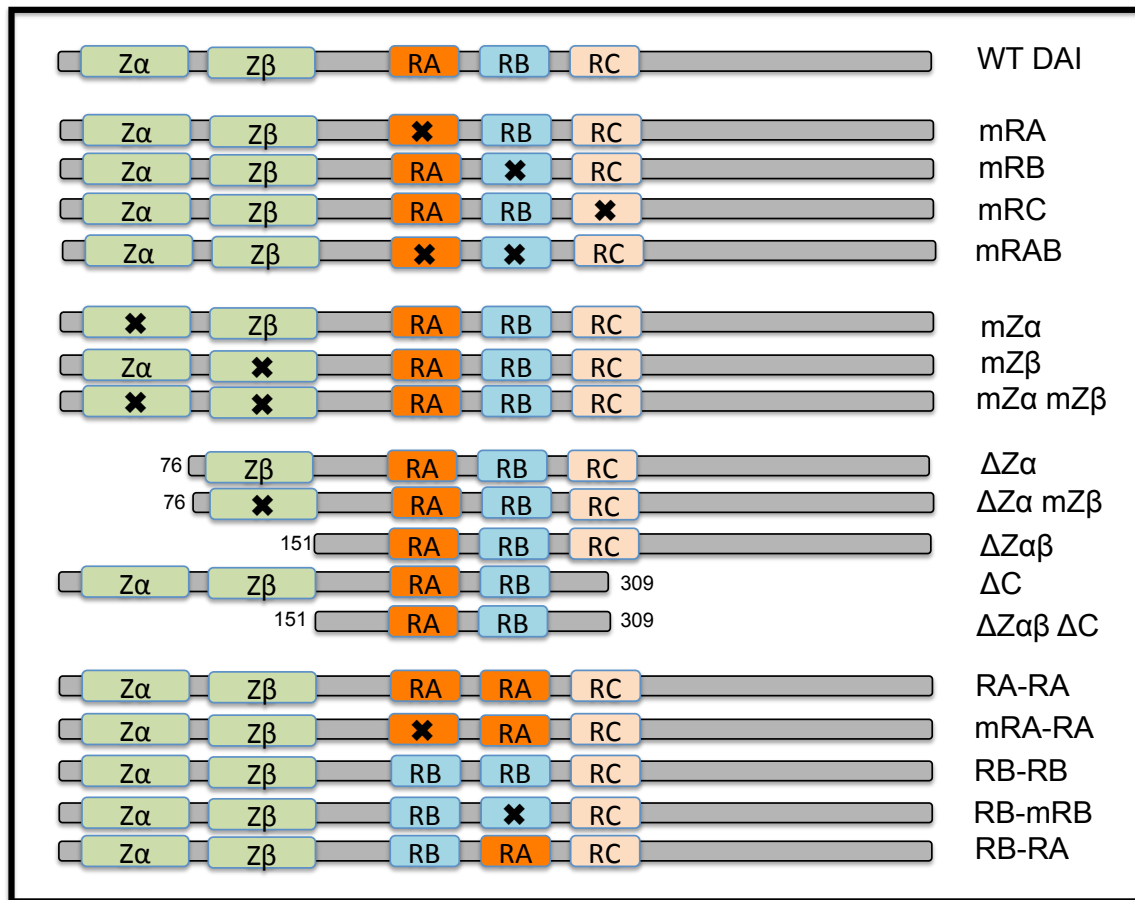 Zα Zβ RA RB RC WT DAI
Zα Zβ RB RC mRA
Zα Zβ RA RC mRB
Zα Zβ RA RB mRC
Zα Zβ RC mRAB
Zβ RA RB RC mZα
Zα RA RB RC mZβ
RA RB RC mZα mZβ
76 Zβ RA RB RC ΔZα
76 RA RB RC ΔZα mZβ
151 RA RB RC ΔZαβ
Zα Zβ RA RB 309 ΔC
151 RA RB 309 ΔZαβ ΔC
Zα Zβ RA RA RC RA-RA
Zα Zβ RA RC mRA-RA
Zα Zβ RB RB RC RB-RB
Zα Zβ RB RC RB-mRB
Zα Zβ RB RA RC RB-RA